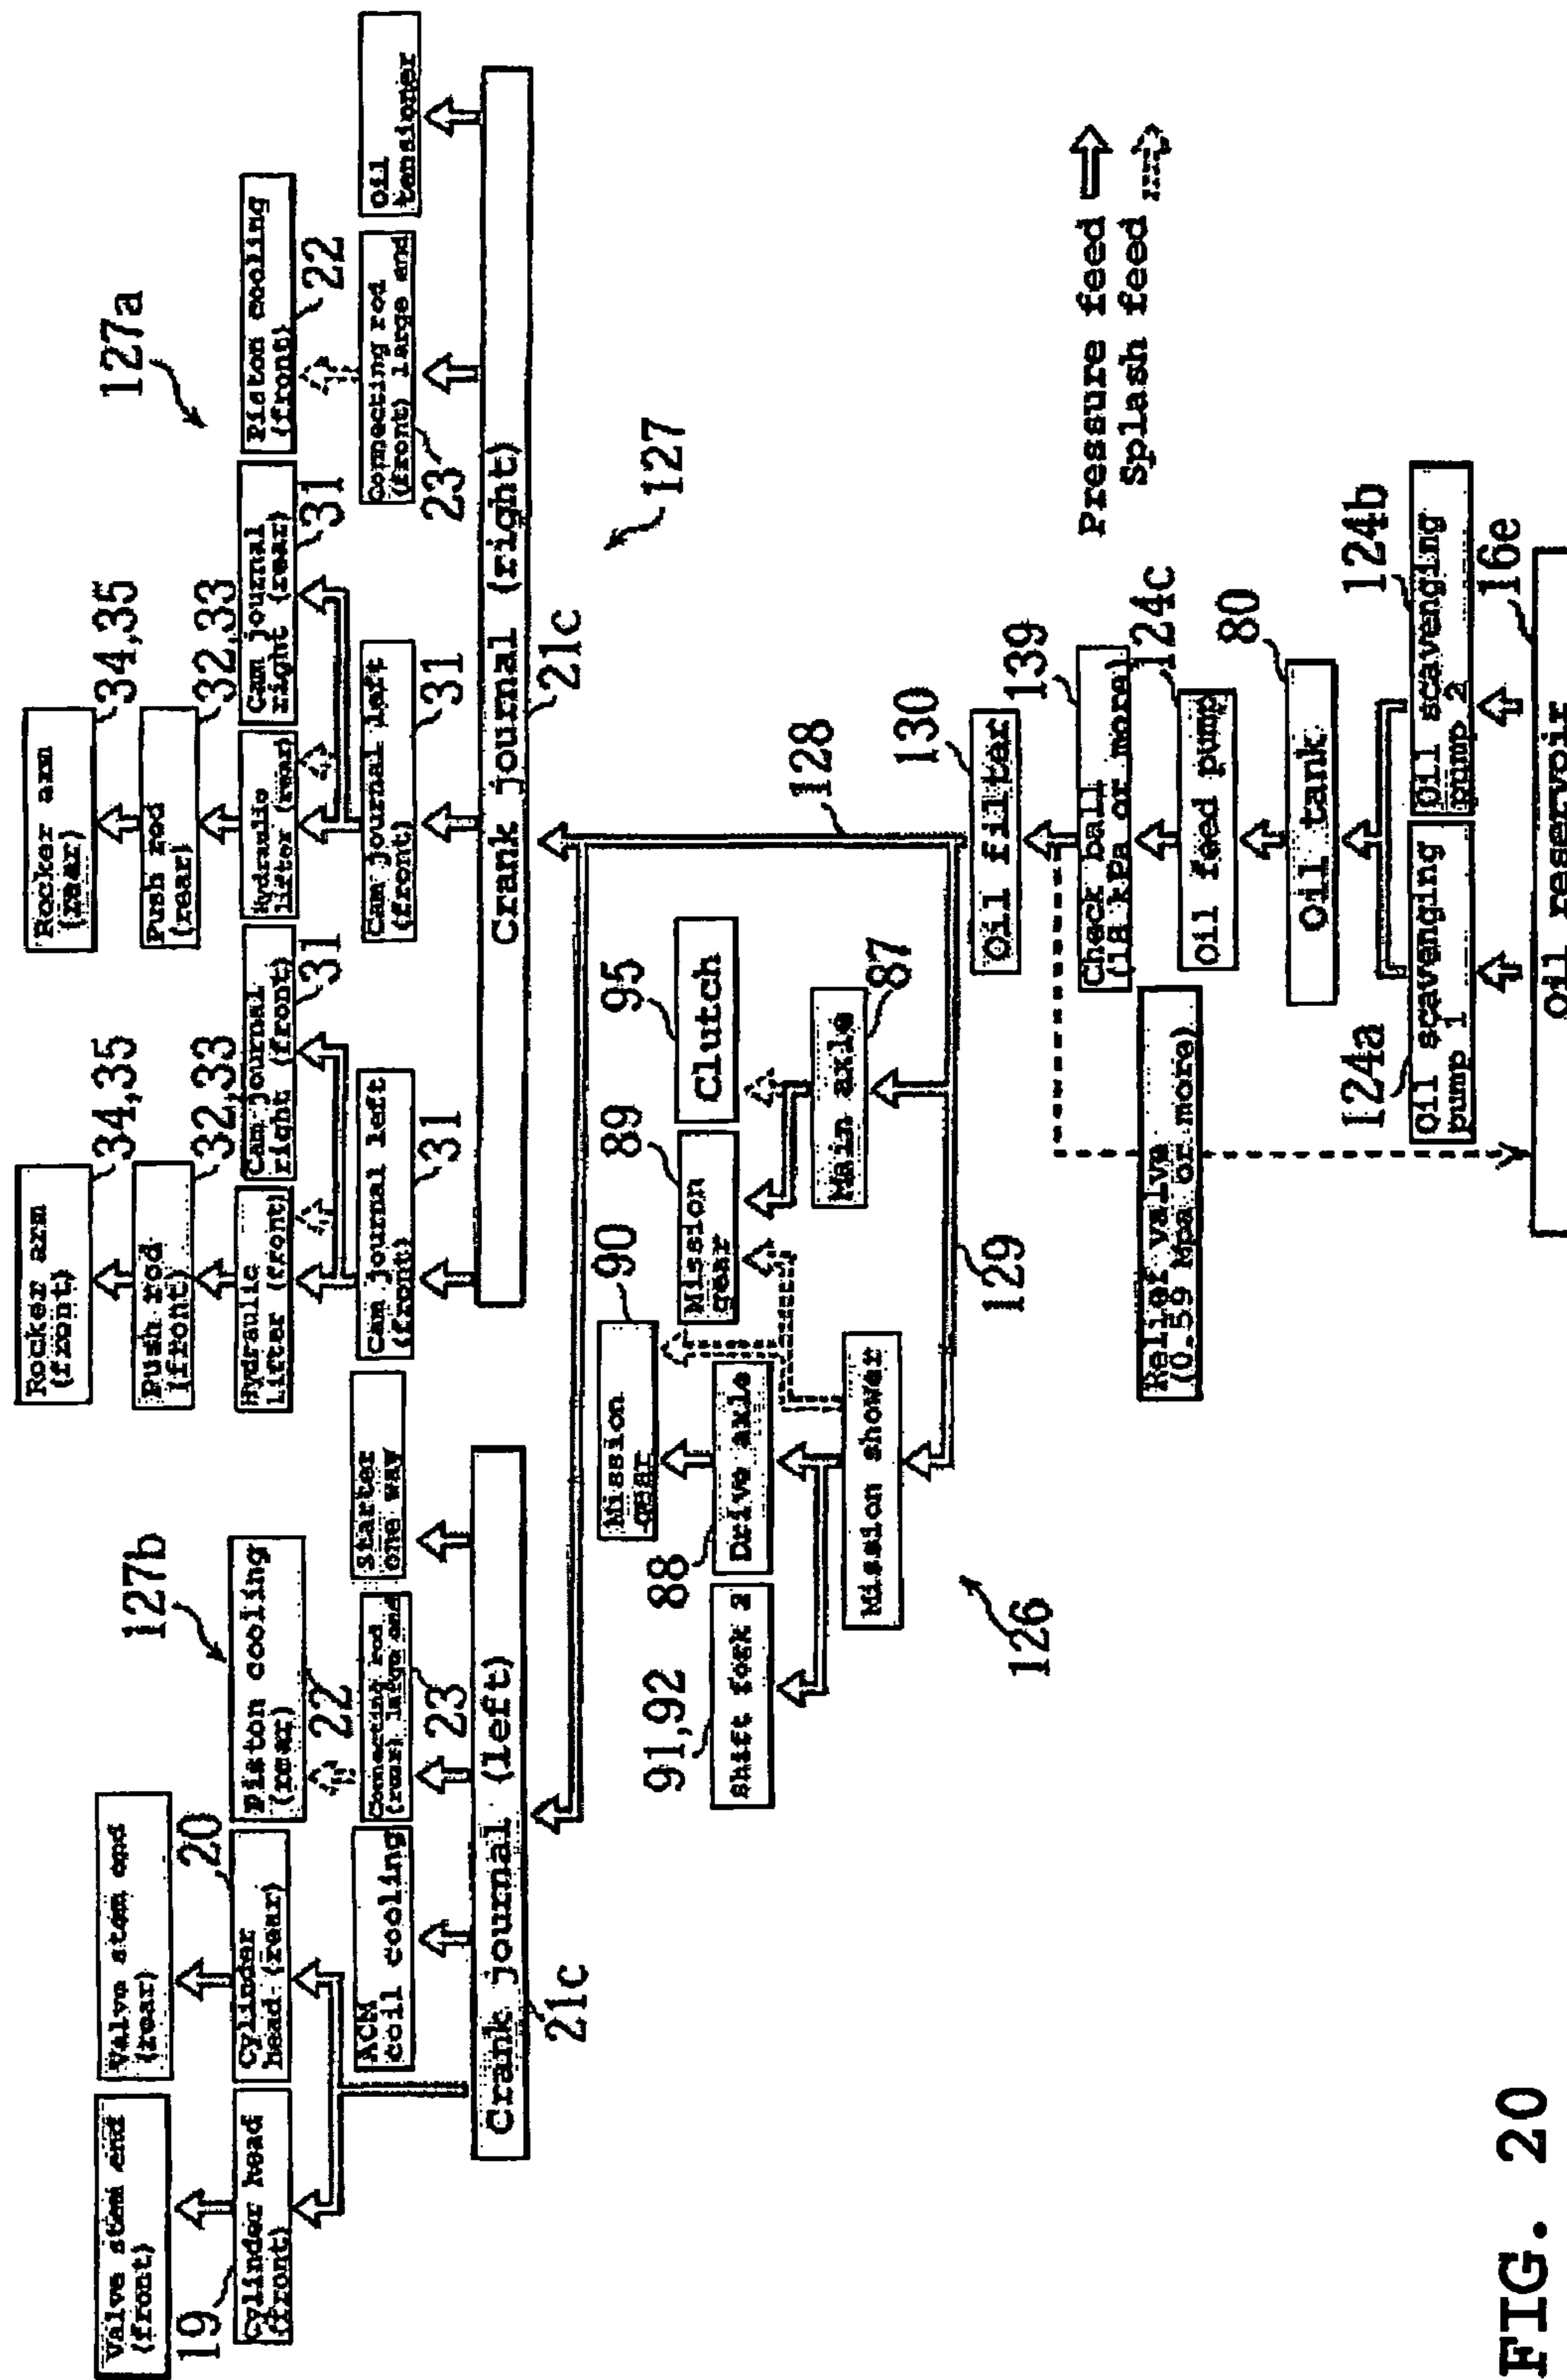 Valve stem end
(front)
Valve stem end
(rear)
19
Cylinder head
(front)
Cylinder
head (rear)
20
127b
piston cooling
(rear)
22
ACM
coil cooling
Connecting rod
(rear) large end
23
Starter
one way
Crank journal (left)
21c
Rocker arm
(front)
34,35
Push rod
(front)
32,33
Hydraulic
Lifter (front)
Cam journal
right (front)
31
Cam journal left
(front)
31
Rocker arm
(rear)
34,35
Push rod
(rear)
32,33
Hydraulic
lifter (rear)
Cam journal
right (rear)
31
Cam journal left
(front)
31
127a
Piston cooling
(front)
22
Connecting rod
(front) large end
23
Oil
tensioner
Crank journal (right)
21c
127
91,92
shift fork 2
88
Drive axle
Mission
gear
90
Mission
gear
89
Clutch
95
Main axle
87
Mission shower
126
129
128
Oil filter
130
Check ball
(18 kPa or more)
139
Relief valve
(0.59 Mpa or more)
Oil feed pump
124c
Oil tank
80
124a
Oil scavenging
pump 1
Oil scavenging
pump 2
124b
Oil reservoir
16e
Pressure feed
Splash feed
FIG. 20